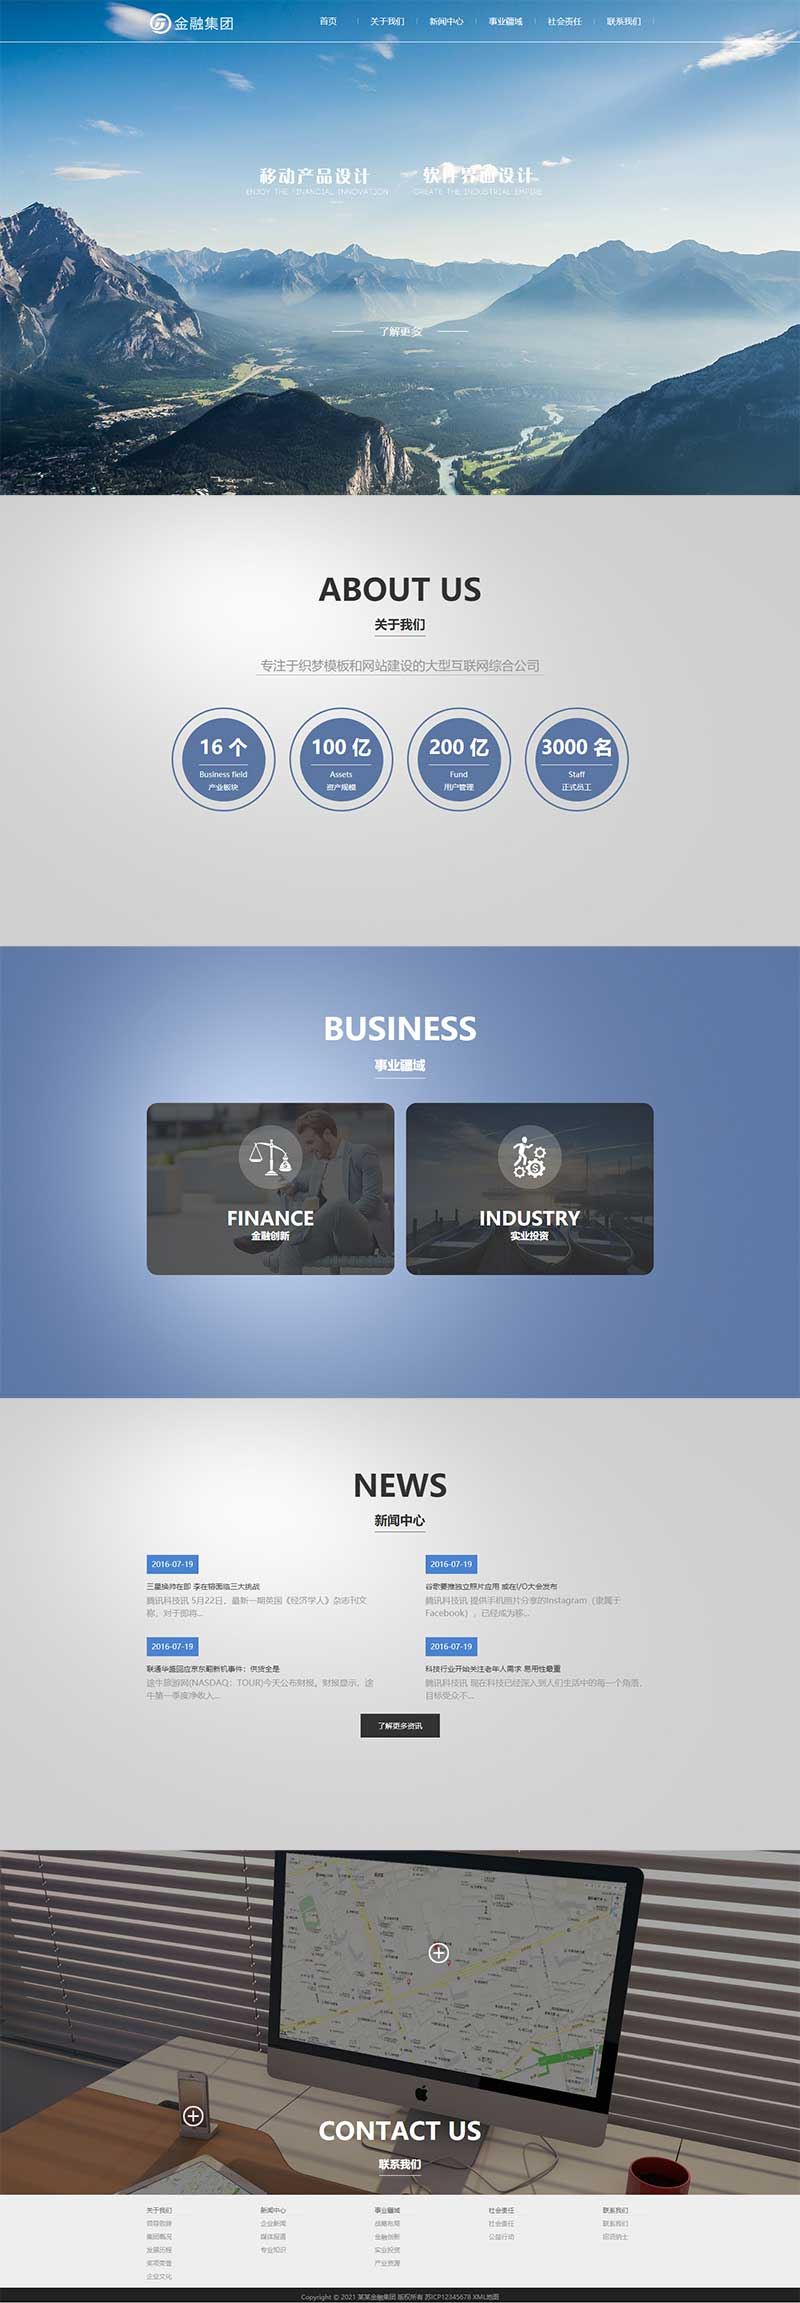 金融集团
首页 关于我们 新闻中心 事业疆域 社会责任 联系我们
移动产品设计 软件界面设计
ENJOY THE FINANCIAL INNOVATION CREATE THE INDUSTRIAL EMPIRE
了解更多
ABOUT US
关于我们
专注于织梦模板和网站建设的大型互联网综合公司
16 个 100 亿 200 亿 3000 名
Business field Assets Fund Staff
产业板块 资产规模 用户管理 正式员工
BUSINESS
事业疆域
FINANCE INDUSTRY
金融创新 实业投资
NEWS
新闻中心
2016-07-19
三星换帅在即 李在镕面临三大挑战
腾讯科技讯 5月22日，最新一期英国《经济学人》杂志刊文
称，对于即将...
2016-07-19
谷歌要推独立照片应用 或在I/O大会发布
腾讯科技讯 提供手机照片分享的Instagram（隶属于
Facebook），已经成为移...
2016-07-19
联通华盛回应京东翻新机事件：供货全是
途牛旅游网(NASDAQ：TOUR)今天公布财报。财报显示，途
牛第一季度净收入...
2016-07-19
科技行业开始关注老年人需求 易用性最重
腾讯科技讯 现在科技已经深入到人们生活中的每一个角落，
目标受众不...
了解更多资讯
CONTACT US
联系我们
关于我们 新闻中心 事业疆域 社会责任 联系我们
领导致辞 企业新闻 战略布局 社会责任 联系我们
集团概况 媒体报道 金融创新 公益行动 招贤纳士
发展历程 专业知识 实业投资
奖项荣誉 产业资源
企业文化
Copyright © 2021 某某金融集团 版权所有 苏ICP12345678 XML地图